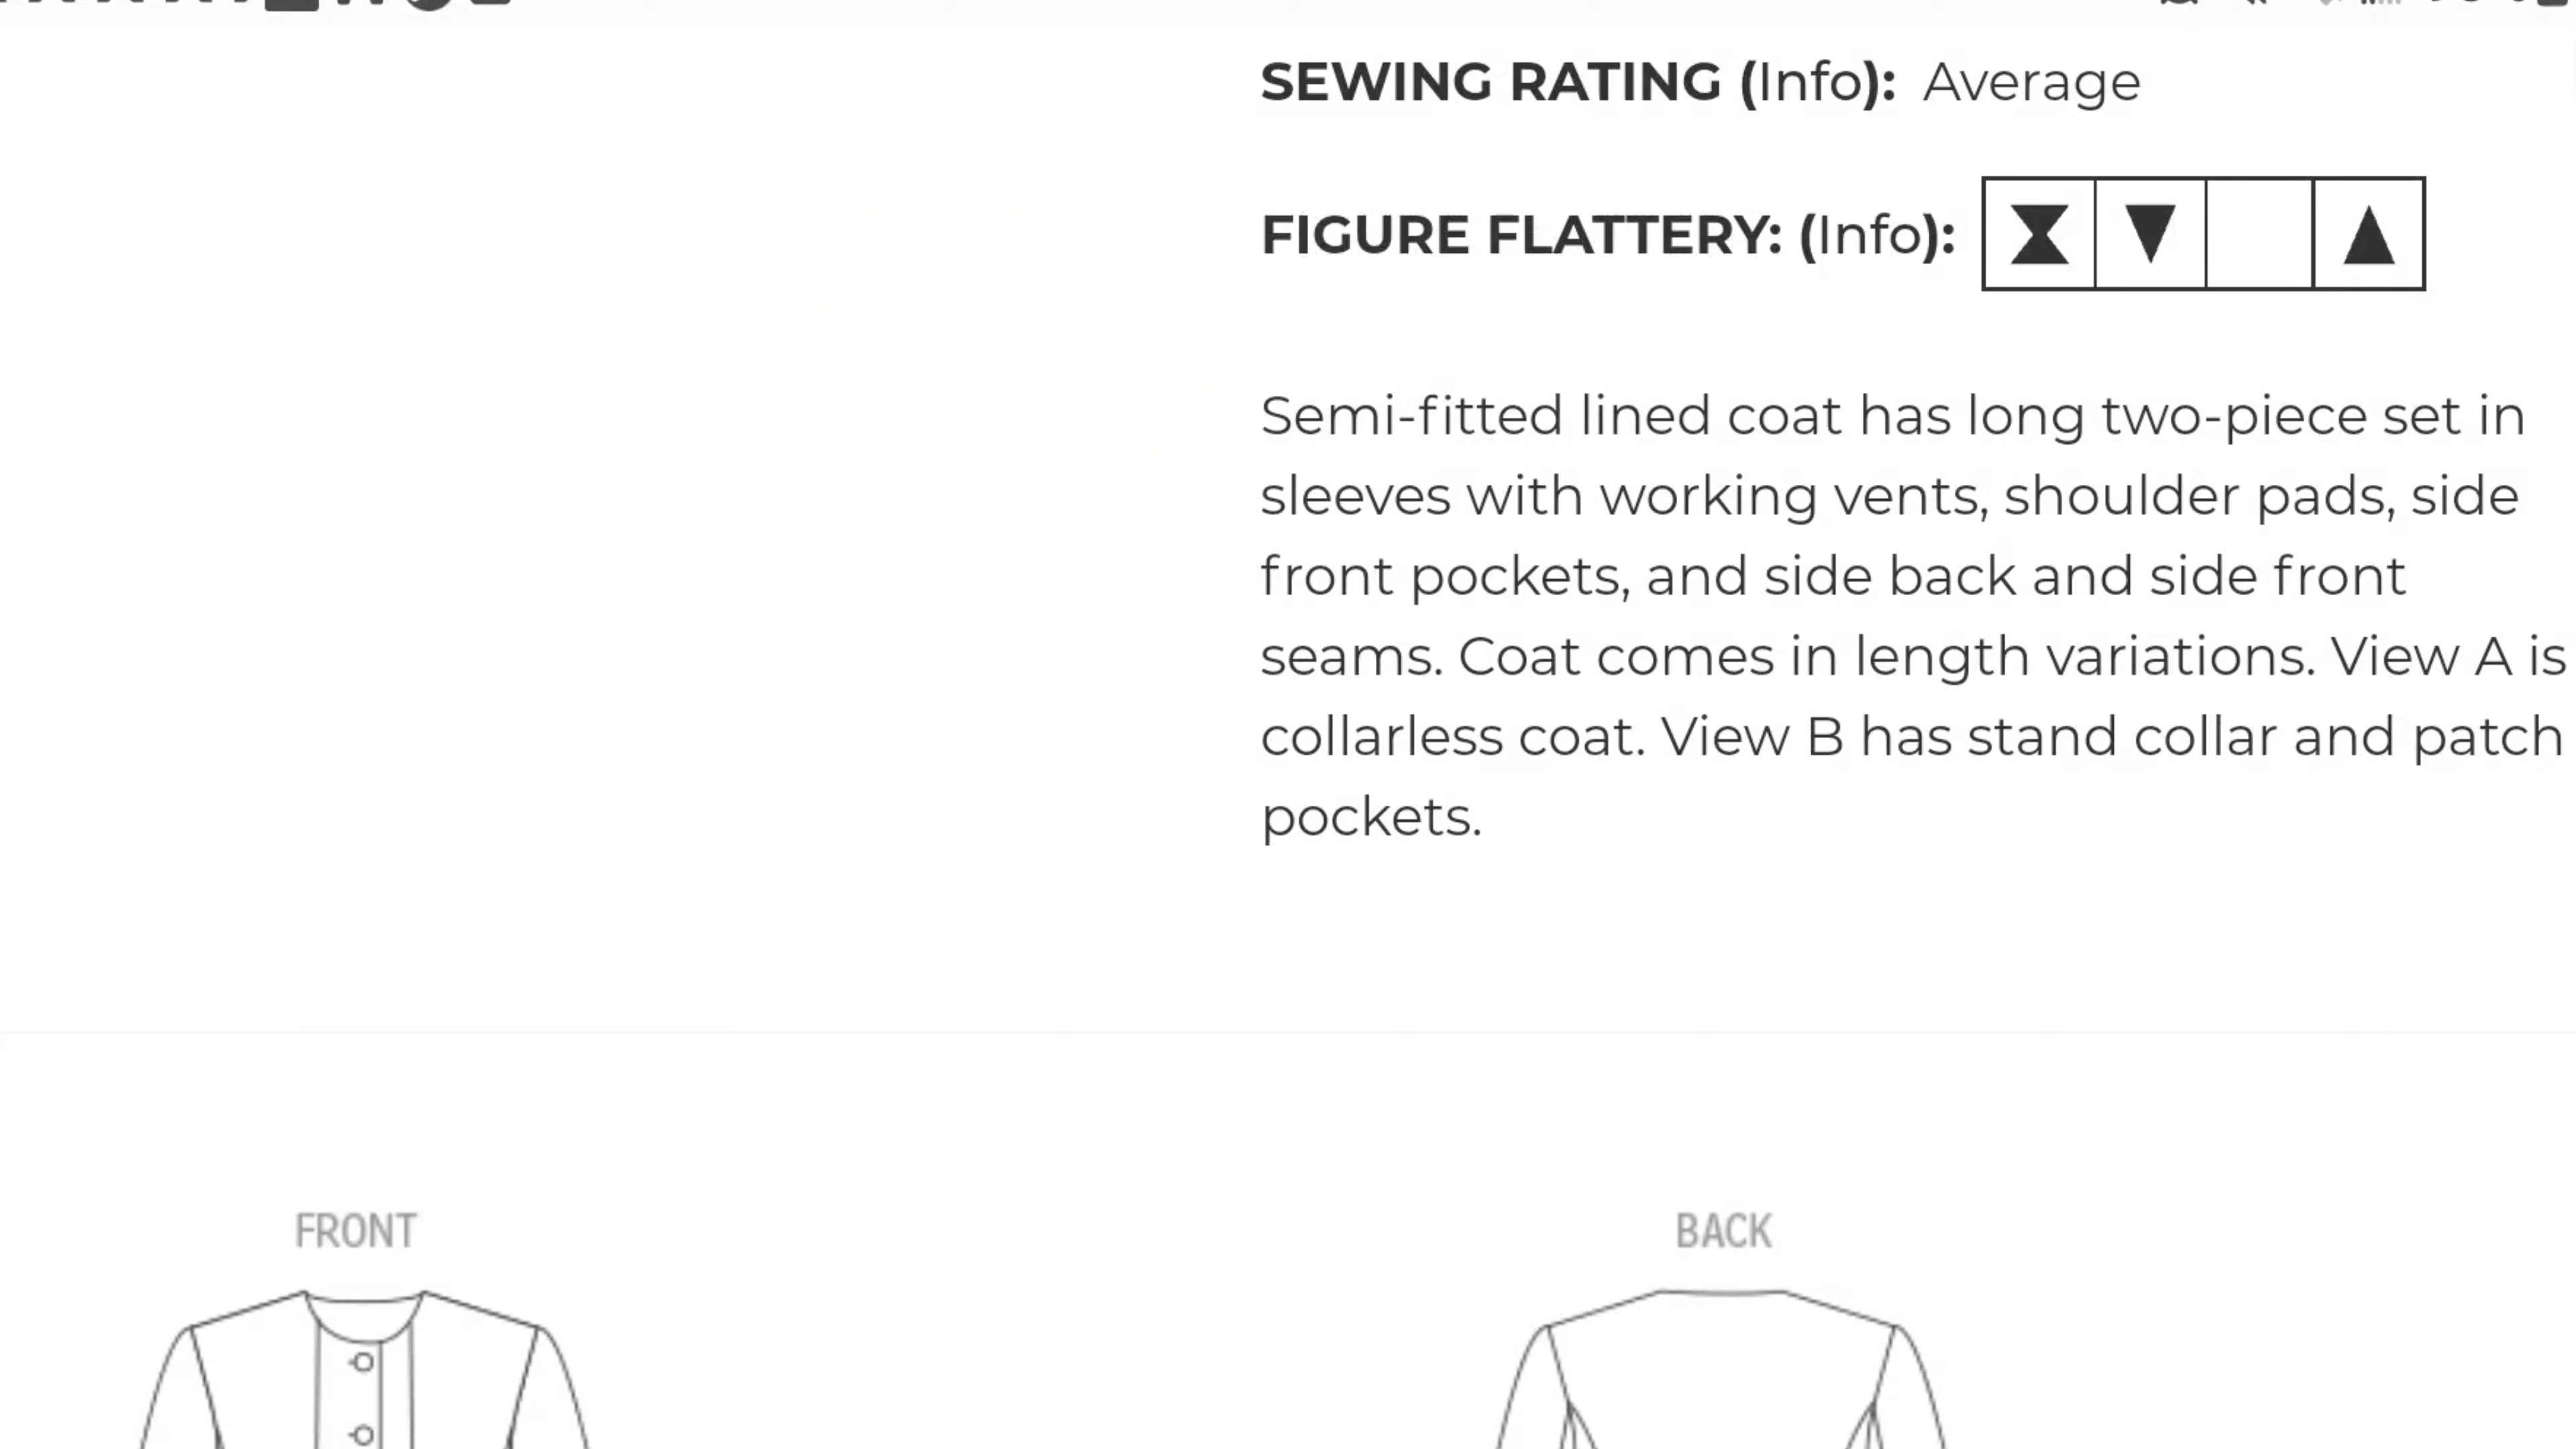 SEWING RATING (Info): Average
FIGURE FLATTERY: (Info):
Semi-fitted lined coat has long two-piece set in
sleeves with working vents, shoulder pads, side
front pockets, and side back and side front
seams. Coat comes in length variations. View A is
collarless coat. View B has stand collar and patch
pockets.
FRONT
BACK